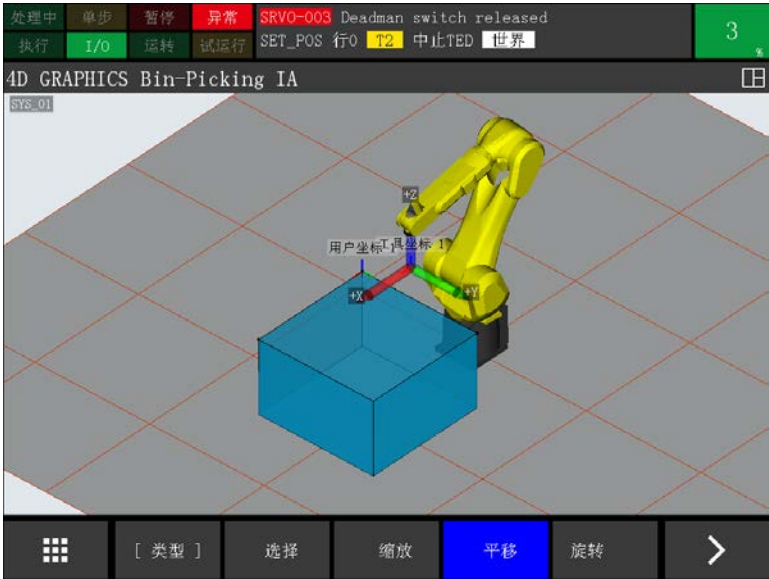 处理中 单步 暂停 异常 SRVO-003 Deadman switch released
执行 I/O 运转 试运行 SET_POS 行0 T2 中止TED 世界
3
%
4D GRAPHICS Bin-Picking IA
SYS_01
+Z
用户坐标 1 工具坐标 1
+X
+Y
[ 类型 ] 选择 缩放 平移 旋转